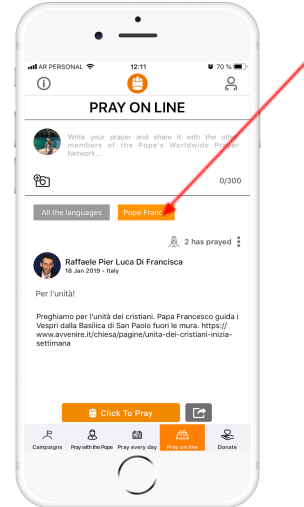 AR PERSONAL 12:11 70 %
PRAY ON LINE
Write your prayer and share it with the other
members of the Pope's Worldwide Prayer
Network...
0/300
All the languages Pope
2 has prayed
Raffaele Pier Luca Di Francisca
18 Jan 2019 - Italy
Per l'unità!
Preghiamo per l'unità dei cristiani. Papa Francesco guida i
Vespri dalla Basilica di San Paolo fuori le mura. https://
www.avvenire.it/chiesa/pagine/unita-dei-cristiani-inizia-
settimana
Click To Pray
Campaigns Pray with the Pope Pray every day Pray on line Donate